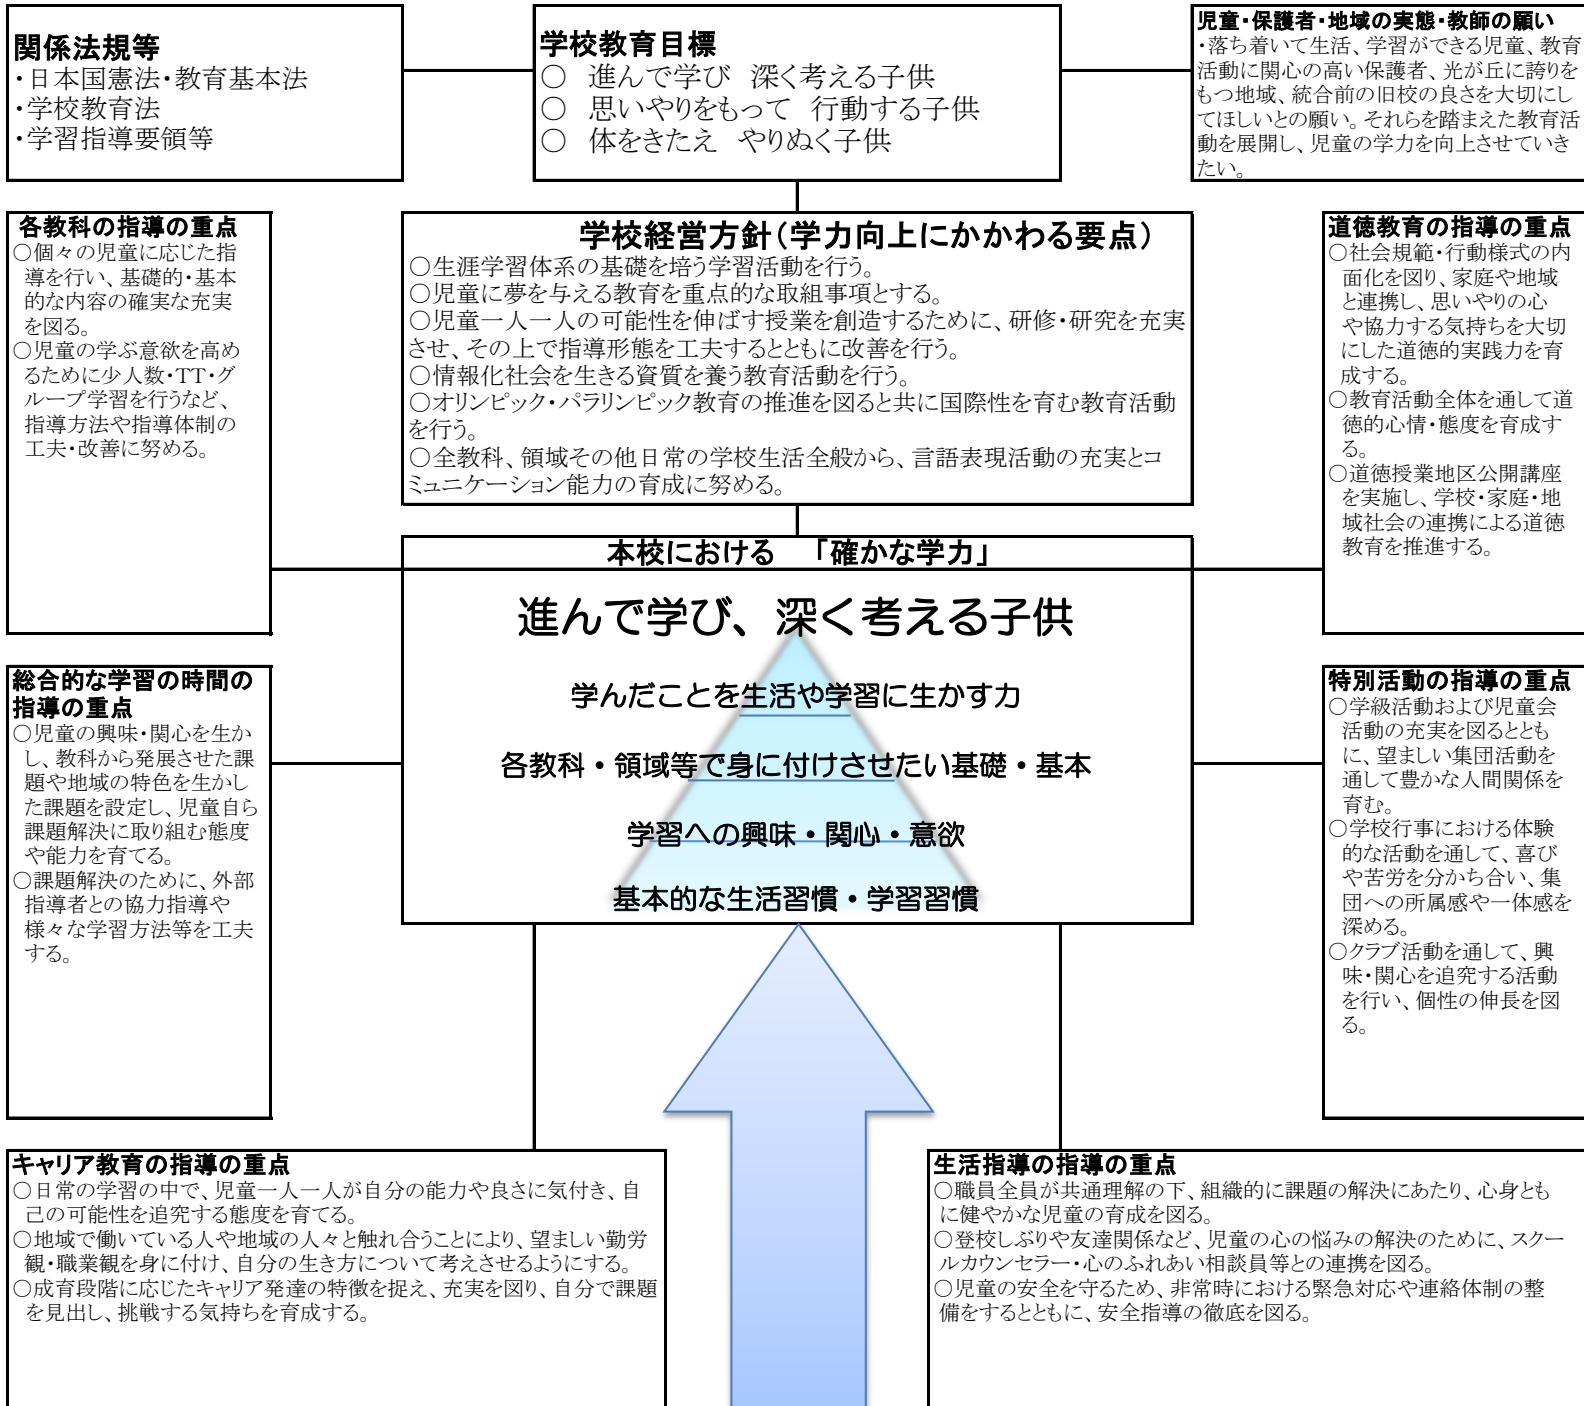 関係法規等
・日本国憲法・教育基本法
・学校教育法
・学習指導要領等
学校教育目標
○　進んで学び　深く考える子供
○　思いやりをもって　行動する子供
○　体をきたえ　やりぬく子供
児童・保護者・地域の実態・教師の願い
・落ち着いて生活、学習ができる児童、教育
活動に関心の高い保護者、光が丘に誇りを
もつ地域、統合前の旧校の良さを大切にし
てほしいとの願い。それらを踏まえた教育活
動を展開し、児童の学力を向上させていき
たい。
各教科の指導の重点
○個々の児童に応じた指
導を行い、基礎的・基本
的な内容の確実な充実
を図る。
○児童の学ぶ意欲を高め
るために少人数・TT・グ
ループ学習を行うなど、
指導方法や指導体制の
工夫・改善に努める。
学校経営方針（学力向上にかかわる要点）
○生涯学習体系の基礎を培う学習活動を行う。
○児童に夢を与える教育を重点的な取組事項とする。
○児童一人一人の可能性を伸ばす授業を創造するために、研修・研究を充実
させ、その上で指導形態を工夫するとともに改善を行う。
○情報化社会を生きる資質を養う教育活動を行う。
○オリンピック・パラリンピック教育の推進を図ると共に国際性を育む教育活動
を行う。
○全教科、領域その他日常の学校生活全般から、言語表現活動の充実とコ
ミュニケーション能力の育成に努める。
道徳教育の指導の重点
○社会規範・行動様式の内
面化を図り、家庭や地域
と連携し、思いやりの心
や協力する気持ちを大切
にした道徳的実践力を育
成する。
○教育活動全体を通して道
徳的心情・態度を育成す
る。
○道徳授業地区公開講座
を実施し、学校・家庭・地
域社会の連携による道徳
教育を推進する。
本校における　「確かな学力」
進んで学び、深く考える子供
学んだことを生活や学習に生かす力
各教科・領域等で身に付けさせたい基礎・基本
学習への興味・関心・意欲
基本的な生活習慣・学習習慣
総合的な学習の時間の
指導の重点
○児童の興味・関心を生か
し、教科から発展させた課
題や地域の特色を生かし
た課題を設定し、児童自ら
課題解決に取り組む態度
や能力を育てる。
○課題解決のために、外部
指導者との協力指導や
様々な学習方法等を工夫
する。
特別活動の指導の重点
○学級活動および児童会
活動の充実を図るととも
に、望ましい集団活動を
通して豊かな人間関係を
育む。
○学校行事における体験
的な活動を通して、喜び
や苦労を分かち合い、集
団への所属感や一体感を
深める。
○クラブ活動を通して、興
味・関心を追究する活動
を行い、個性の伸長を図
る。
キャリア教育の指導の重点
○日常の学習の中で、児童一人一人が自分の能力や良さに気付き、自
己の可能性を追究する態度を育てる。
○地域で働いている人や地域の人々と触れ合うことにより、望ましい勤労
観・職業観を身に付け、自分の生き方について考えさせるようにする。
○成育段階に応じたキャリア発達の特徴を捉え、充実を図り、自分で課題
を見出し、挑戦する気持ちを育成する。
生活指導の指導の重点
○職員全員が共通理解の下、組織的に課題の解決にあたり、心身とも
に健やかな児童の育成を図る。
○登校しぶりや友達関係など、児童の心の悩みの解決のために、スクー
ルカウンセラー・心のふれあい相談員等との連携を図る。
○児童の安全を守るため、非常時における緊急対応や連絡体制の整
備をするとともに、安全指導の徹底を図る。